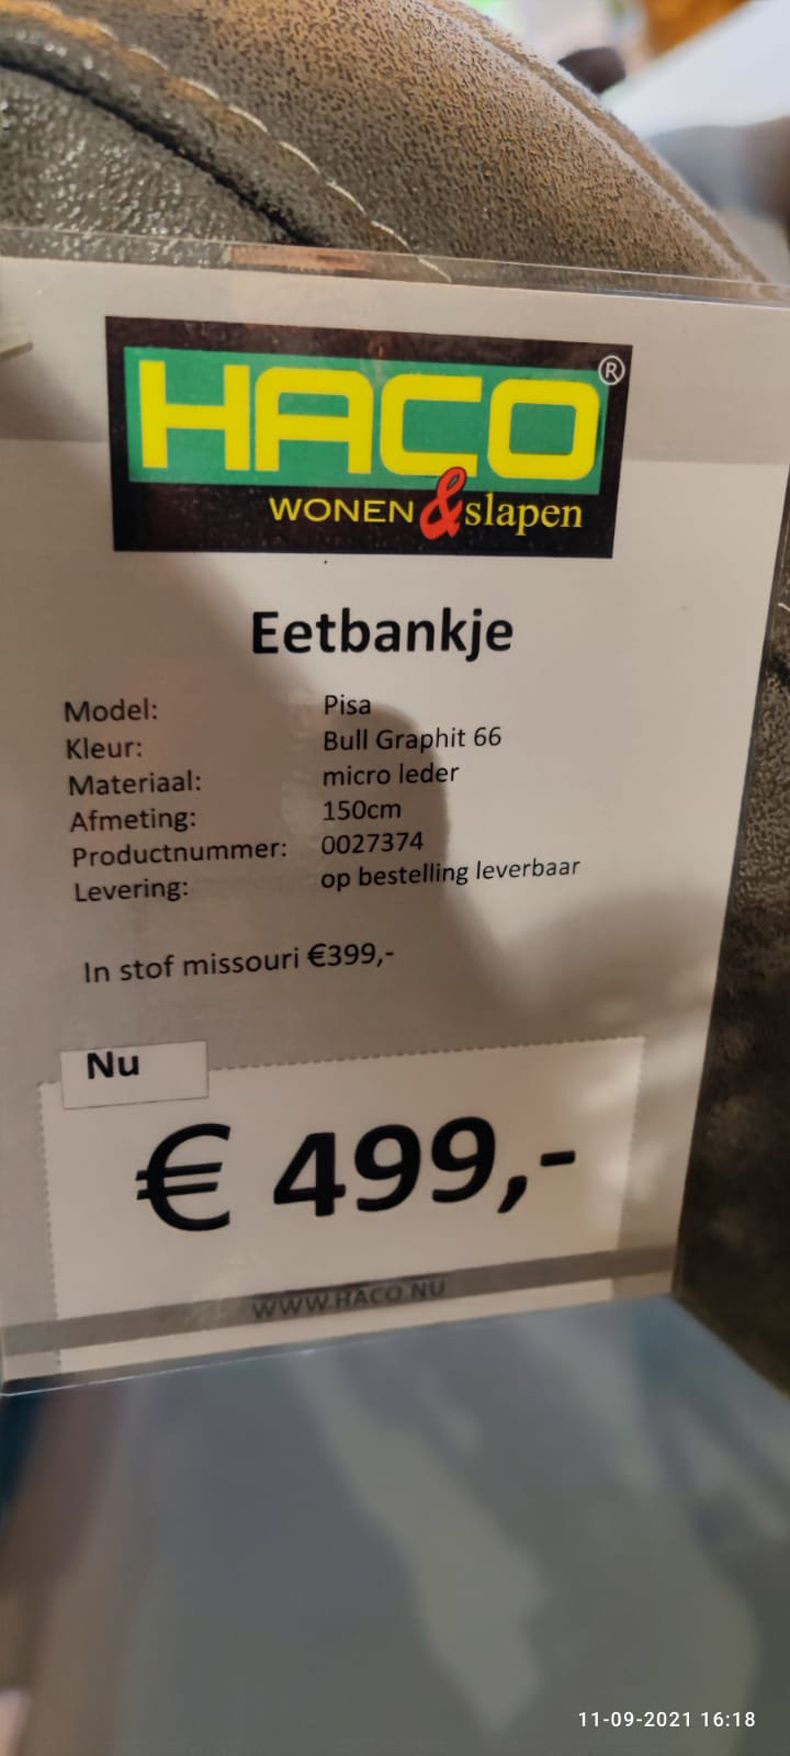 HACO®
WONEN & slapen
Eetbankje
Model: Pisa
Kleur: Bull Graphit 66
Materiaal: micro leder
Afmeting: 150cm
Productnummer: 0027374
Levering: op bestelling leverbaar
In stof missouri €399,-
Nu
€ 499,-
WWW.HACO.NU
11-09-2021 16:18